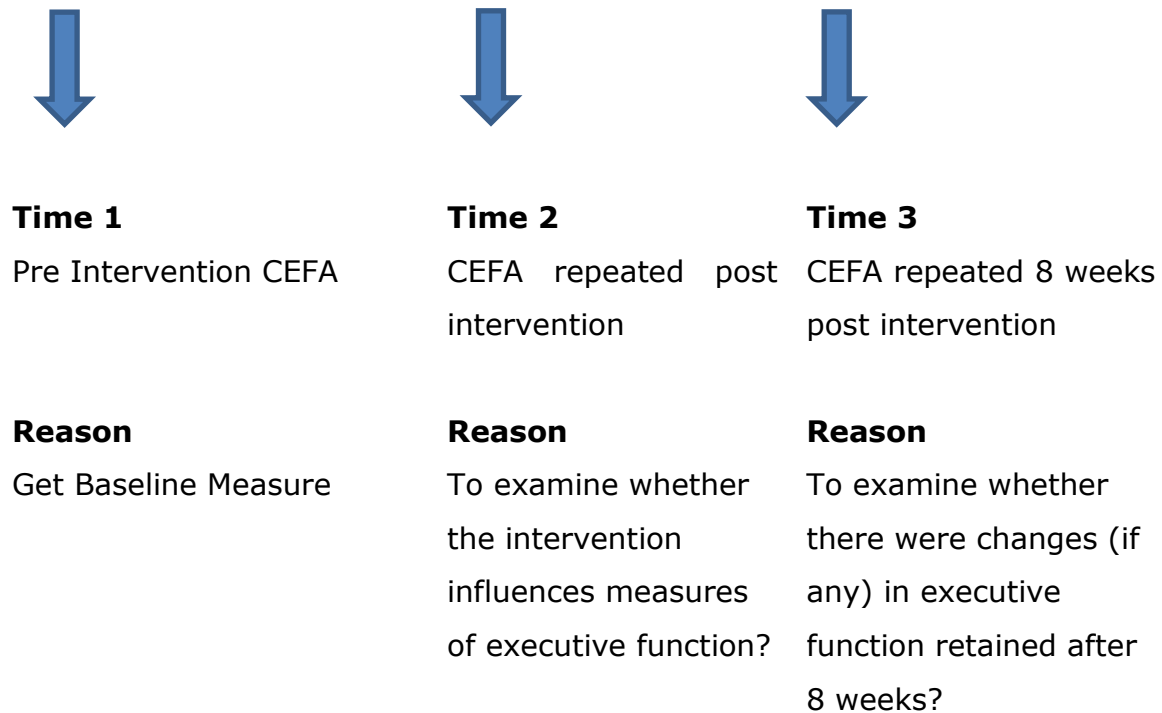 Time 1
Pre Intervention CEFA
Reason
Get Baseline Measure
Time 2
CEFA repeated post
intervention
Reason
To examine whether
the intervention
influences measures
of executive function?
Time 3
CEFA repeated 8 weeks
post intervention
Reason
To examine whether
there were changes (if
any) in executive
function retained after
8 weeks?